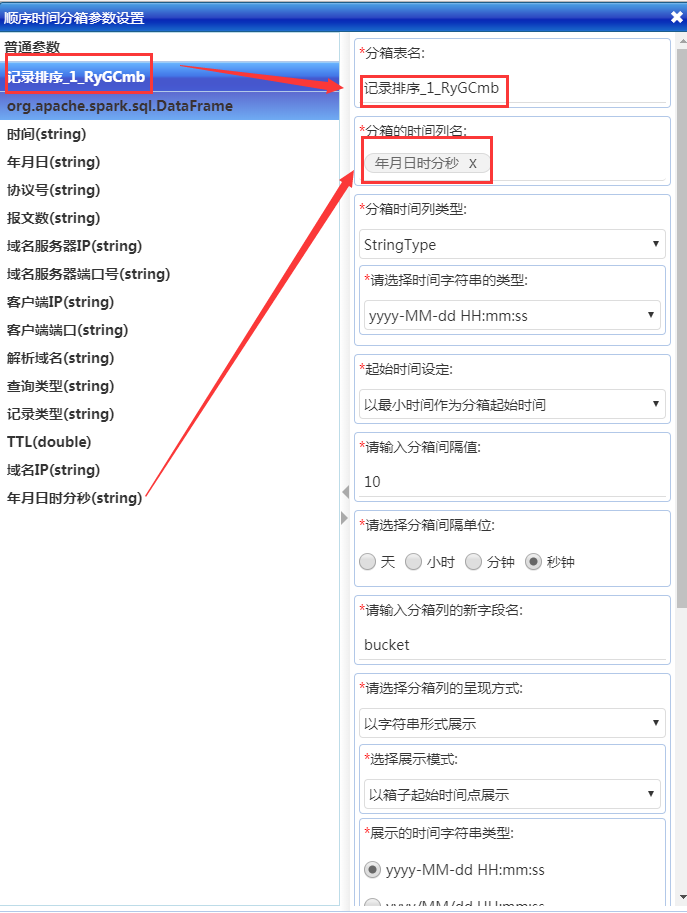 顺序时间分箱参数设置
普通参数
记录排序_1_RyGCmb
org.apache.spark.sql.DataFrame
时间(string)
年月日(string)
协议号(string)
报文数(string)
域名服务器IP(string)
域名服务器端口号(string)
客户端IP(string)
客户端端口(string)
解析域名(string)
查询类型(string)
记录类型(string)
TTL(double)
域名IP(string)
年月日时分秒(string)
*分箱表名:
记录排序_1_RyGCmb
*分箱的时间列名:
年月日时分秒 x
*分箱时间列类型:
StringType
*请选择时间字符串的类型:
yyyy-MM-dd HH:mm:ss
*起始时间设定:
以最小时间作为分箱起始时间
*请输入分箱间隔值:
10
*请选择分箱间隔单位:
天 小时 分钟 秒钟
*请输入分箱列的新字段名:
bucket
*请选择分箱列的呈现方式:
以字符串形式展示
*选择展示模式:
以箱子起始时间点展示
*展示的时间字符串类型:
yyyy-MM-dd HH:mm:ss
yyyy/MM/dd HH:mm:ss